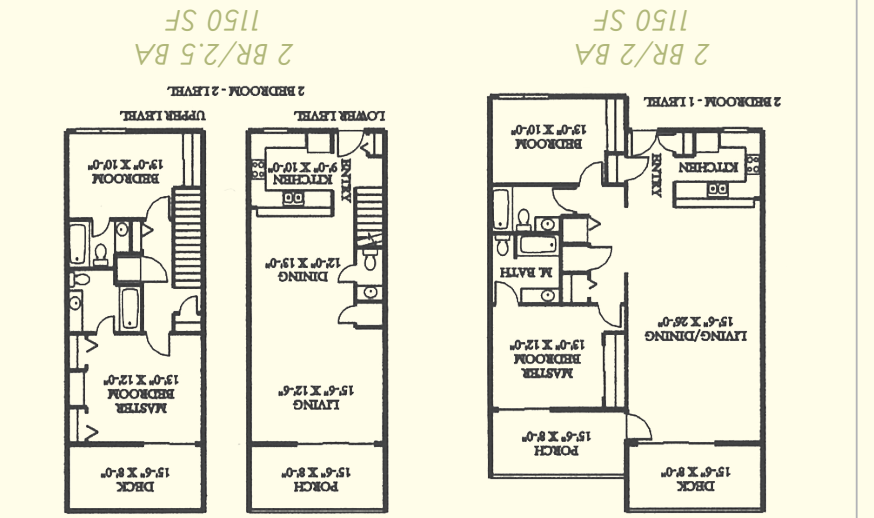 DECK
15'-6" X 8'-0"
PORCH
15'-6" X 8'-0"
MASTER
BEDROOM
13'-0" X 12'-0"
LIVING/DINING
15'-6" X 26'-0"
M. BATH
KITCHEN
ENTRY
BEDROOM
13'-0" X 10'-0"
2 BEDROOM - 1 LEVEL
2 BR/2 BA
1150 SF
PORCH
15'-6" X 8'-0"
LIVING
15'-6" X 12'-6"
DINING
12'-0" X 13'-0"
KITCHEN
9'-0" X 10'-0"
ENTRY
LOWER LEVEL
DECK
15'-6" X 8'-0"
MASTER
BEDROOM
13'-0" X 12'-0"
BEDROOM
13'-0" X 10'-0"
UPPER LEVEL
2 BEDROOM - 2 LEVEL
2 BR/2.5 BA
1150 SF